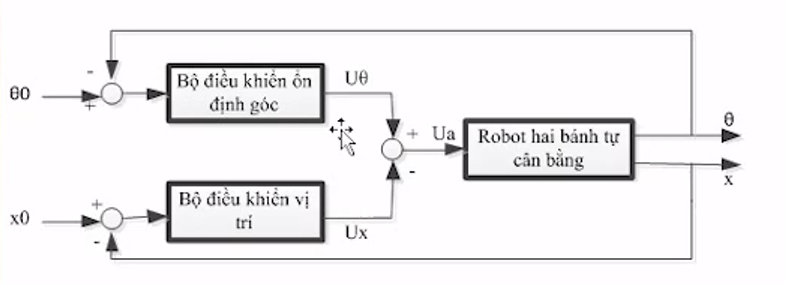 -
θ0
+
Bộ điều khiển ổn
định góc
Uθ
+
Ua
-
Robot hai bánh tự
cân bằng
θ
x
x0
+
-
Bộ điều khiển vị
trí
Ux